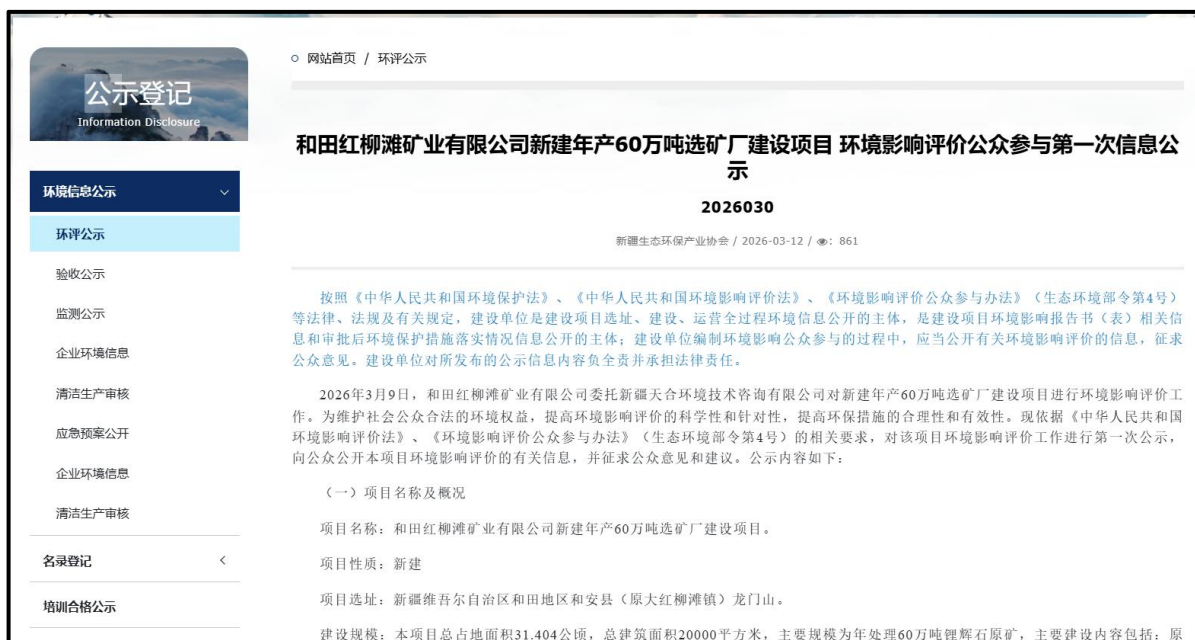 公示登记
Information Disclosure
环境信息公示
环评公示
验收公示
监测公示
企业环境信息
清洁生产审核
应急预案公开
企业环境信息
清洁生产审核
名录登记
培训合格公示
网站首页 / 环评公示
和田红柳滩矿业有限公司新建年产60万吨选矿厂建设项目 环境影响评价公众参与第一次信息公
示
2026030
新疆生态环保产业协会 / 2026-03-12 / : 861
按照《中华人民共和国环境保护法》、《中华人民共和国环境影响评价法》、《环境影响评价公众参与办法》（生态环境部令第4号）
等法律、法规及有关规定，建设单位是建设项目选址、建设、运营全过程环境信息公开的主体，是建设项目环境影响报告书（表）相关信
息和审批后环境保护措施落实情况信息公开的主体；建设单位编制环境影响公众参与的过程中，应当公开有关环境影响评价的信息，征求
公众意见。建设单位对所发布的公示信息内容负全责并承担法律责任。
2026年3月9日，和田红柳滩矿业有限公司委托新疆天合环境技术咨询有限公司对新建年产60万吨选矿厂建设项目进行环境影响评价工
作。为维护社会公众合法的环境权益，提高环境影响评价的科学性和针对性，提高环保措施的合理性和有效性。现依据《中华人民共和国
环境影响评价法》、《环境影响评价公众参与办法》（生态环境部令第4号）的相关要求，对该项目环境影响评价工作进行第一次公示，
向公众公开本项目环境影响评价的有关信息，并征求公众意见和建议。公示内容如下：
（一）项目名称及概况
项目名称：和田红柳滩矿业有限公司新建年产60万吨选矿厂建设项目。
项目性质：新建
项目选址：新疆维吾尔自治区和田地区和安县（原大红柳滩镇）龙门山。
建设规模：本项目总占地面积31.404公顷，总建筑面积20000平方米，主要规模为年处理60万吨锂辉石原矿，主要建设内容包括：原